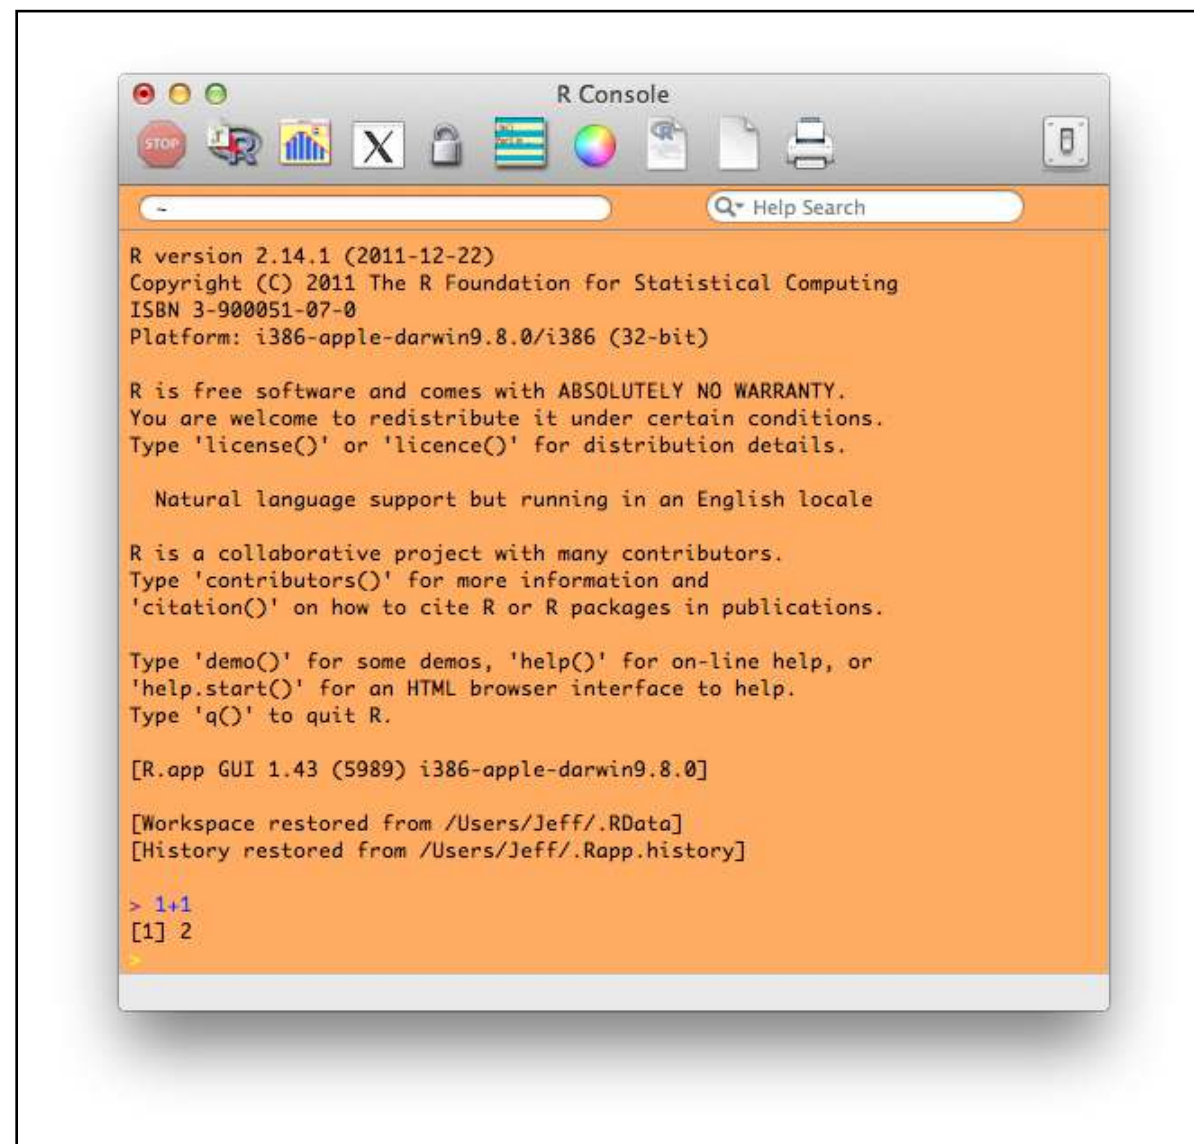 R Console
STOP
~
Help Search
R version 2.14.1 (2011-12-22)
Copyright (C) 2011 The R Foundation for Statistical Computing
ISBN 3-900051-07-0
Platform: i386-apple-darwin9.8.0/i386 (32-bit)
R is free software and comes with ABSOLUTELY NO WARRANTY.
You are welcome to redistribute it under certain conditions.
Type 'license()' or 'licence()' for distribution details.
Natural language support but running in an English locale
R is a collaborative project with many contributors.
Type 'contributors()' for more information and
'citation()' on how to cite R or R packages in publications.
Type 'demo()' for some demos, 'help()' for on-line help, or
'help.start()' for an HTML browser interface to help.
Type 'q()' to quit R.
[R.app GUI 1.43 (5989) i386-apple-darwin9.8.0]
[Workspace restored from /Users/Jeff/.RData]
[History restored from /Users/Jeff/.Rapp.history]
> 1+1
[1] 2
>